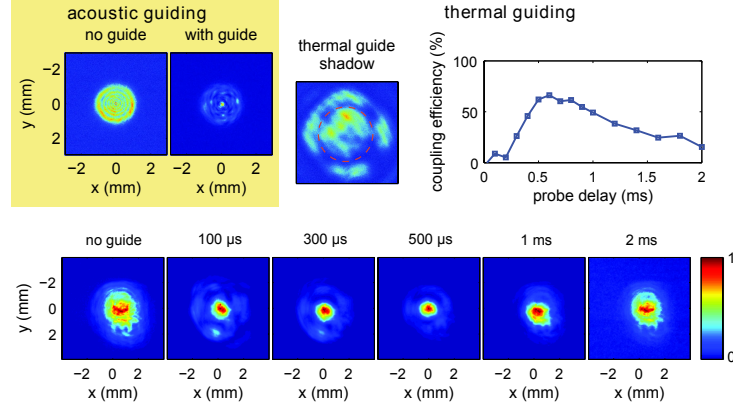 acoustic guiding
thermal guiding
no guide
with guide
thermal guide
shadow
y (mm)
−2
0
2
−2 0 2
−2 0 2
x (mm)
x (mm)
coupling efficiency (%)
100
50
0
0 0.5 1 1.5 2
probe delay (ms)
no guide
100 µs
300 µs
500 µs
1 ms
2 ms
y (mm)
−2
0
2
−2 0 2
−2 0 2
−2 0 2
−2 0 2
−2 0 2
−2 0 2
x (mm)
x (mm)
x (mm)
x (mm)
x (mm)
x (mm)
1
0